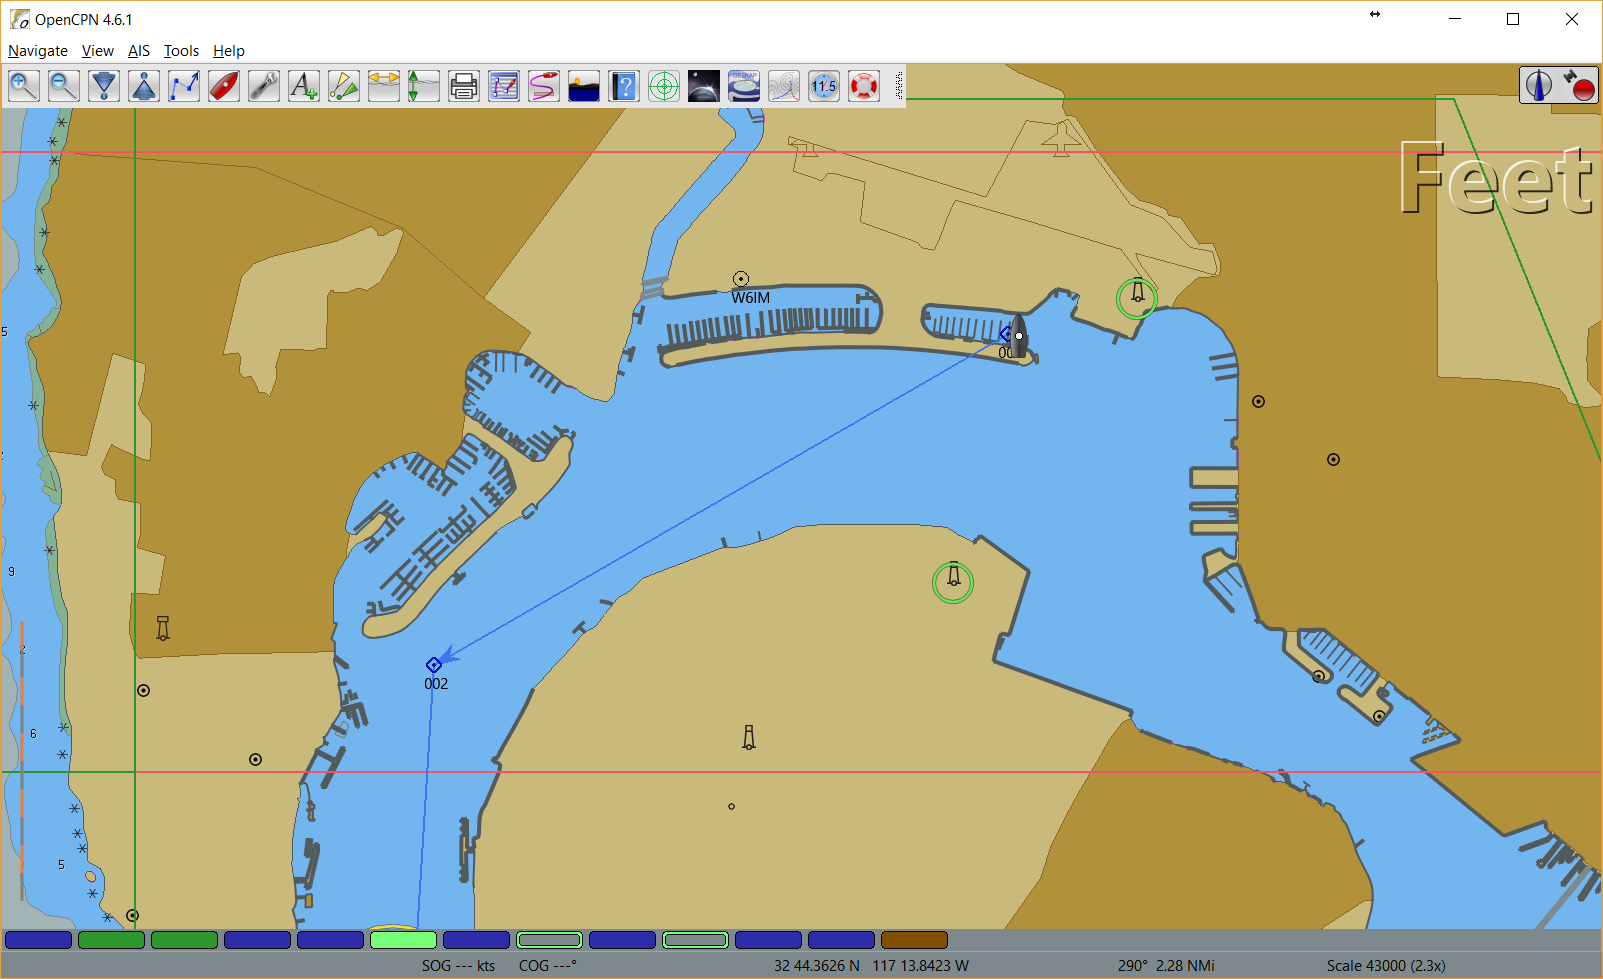 OpenCPN 4.6.1
Navigate View AIS Tools Help
11.5
Feet
W6IM
5
00
9
2
002
6
5
SOG --- kts COG ---° 32 44.3626 N 117 13.8423 W 290° 2.28 NMi Scale 43000 (2.3x)